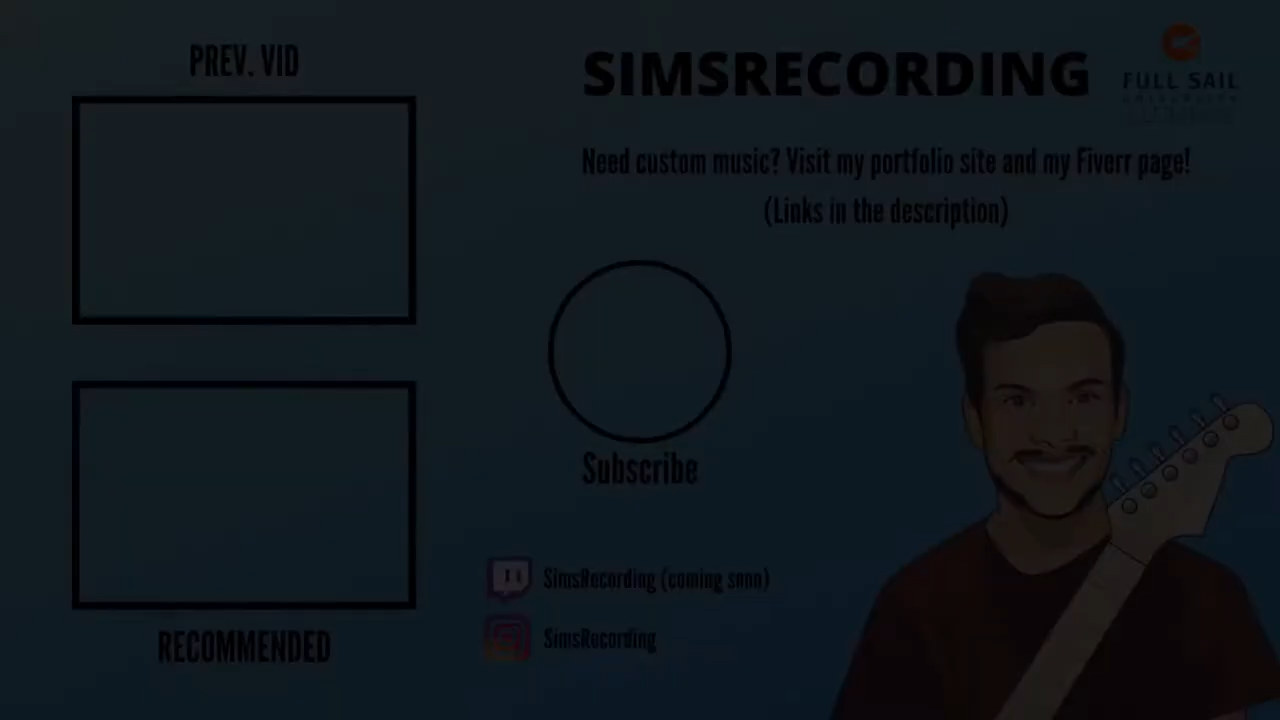 PREV. VID
SIMSRECORDING
FULL SAIL
UNIVERSITY
Need custom music? Visit my portfolio site and my Fiverr page!
(Links in the description)
Subscribe
SimsRecording (coming soon)
SimsRecording
RECOMMENDED